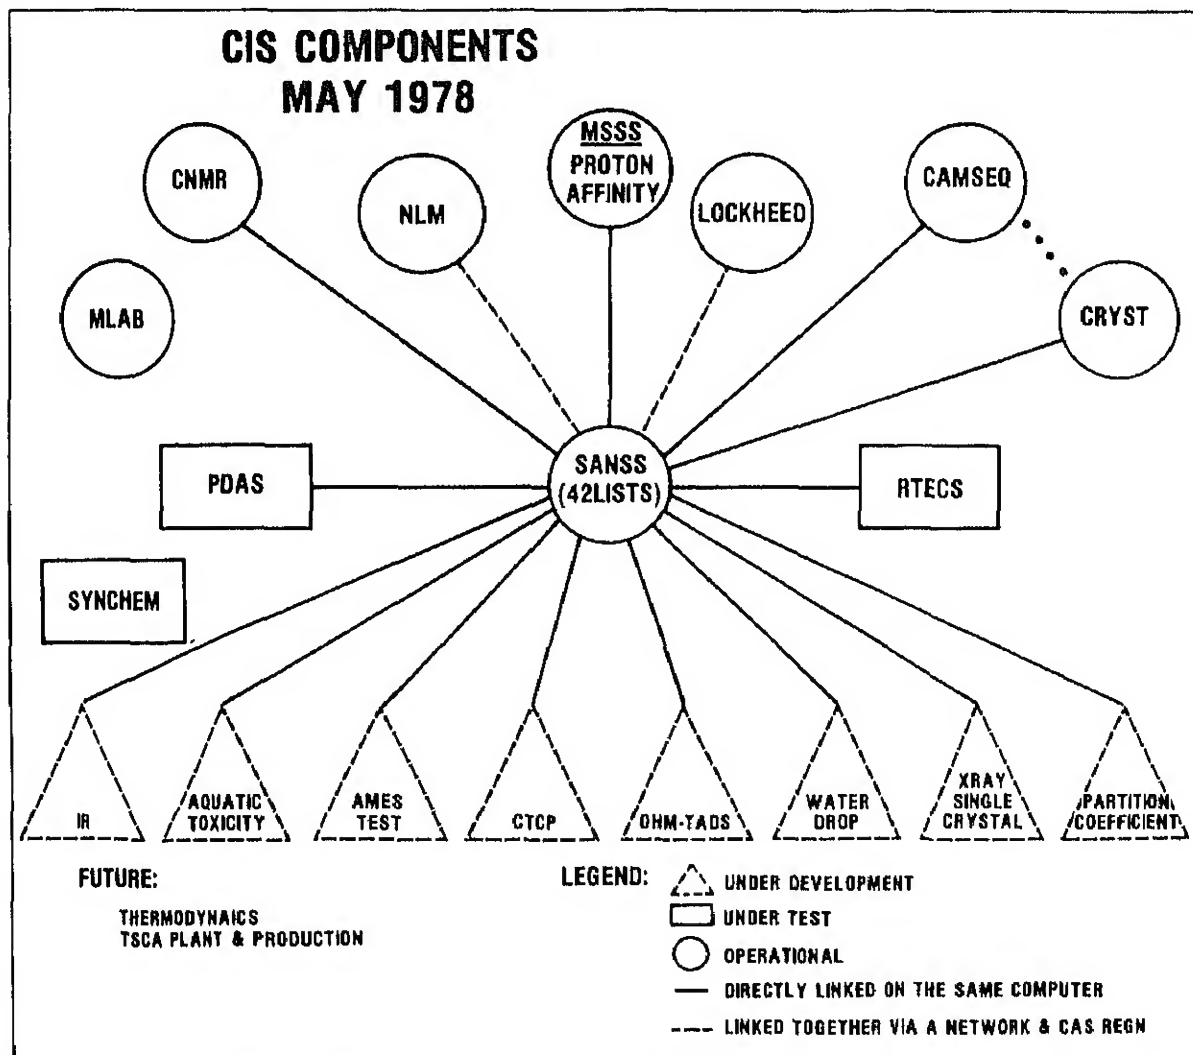 CIS COMPONENTS
MAY 1978
MSSS
PROTON
AFFINITY
CNMR
NLM
LOCKHEED
CAMSEQ
MLAB
CRYST
SANSS
(42LISTS)
PDAS
RTECS
SYNCHEM
IR
AQUATIC
TOXICITY
AMES
TEST
CTCP
OHM-TADS
WATER
DROP
XRAY
SINGLE
CRYSTAL
PARTITION
COEFFICIENT
FUTURE:
THERMODYNAICS
TSCA PLANT & PRODUCTION
LEGEND:
UNDER DEVELOPMENT
UNDER TEST
OPERATIONAL
DIRECTLY LINKED ON THE SAME COMPUTER
LINKED TOGETHER VIA A NETWORK & CAS REGN